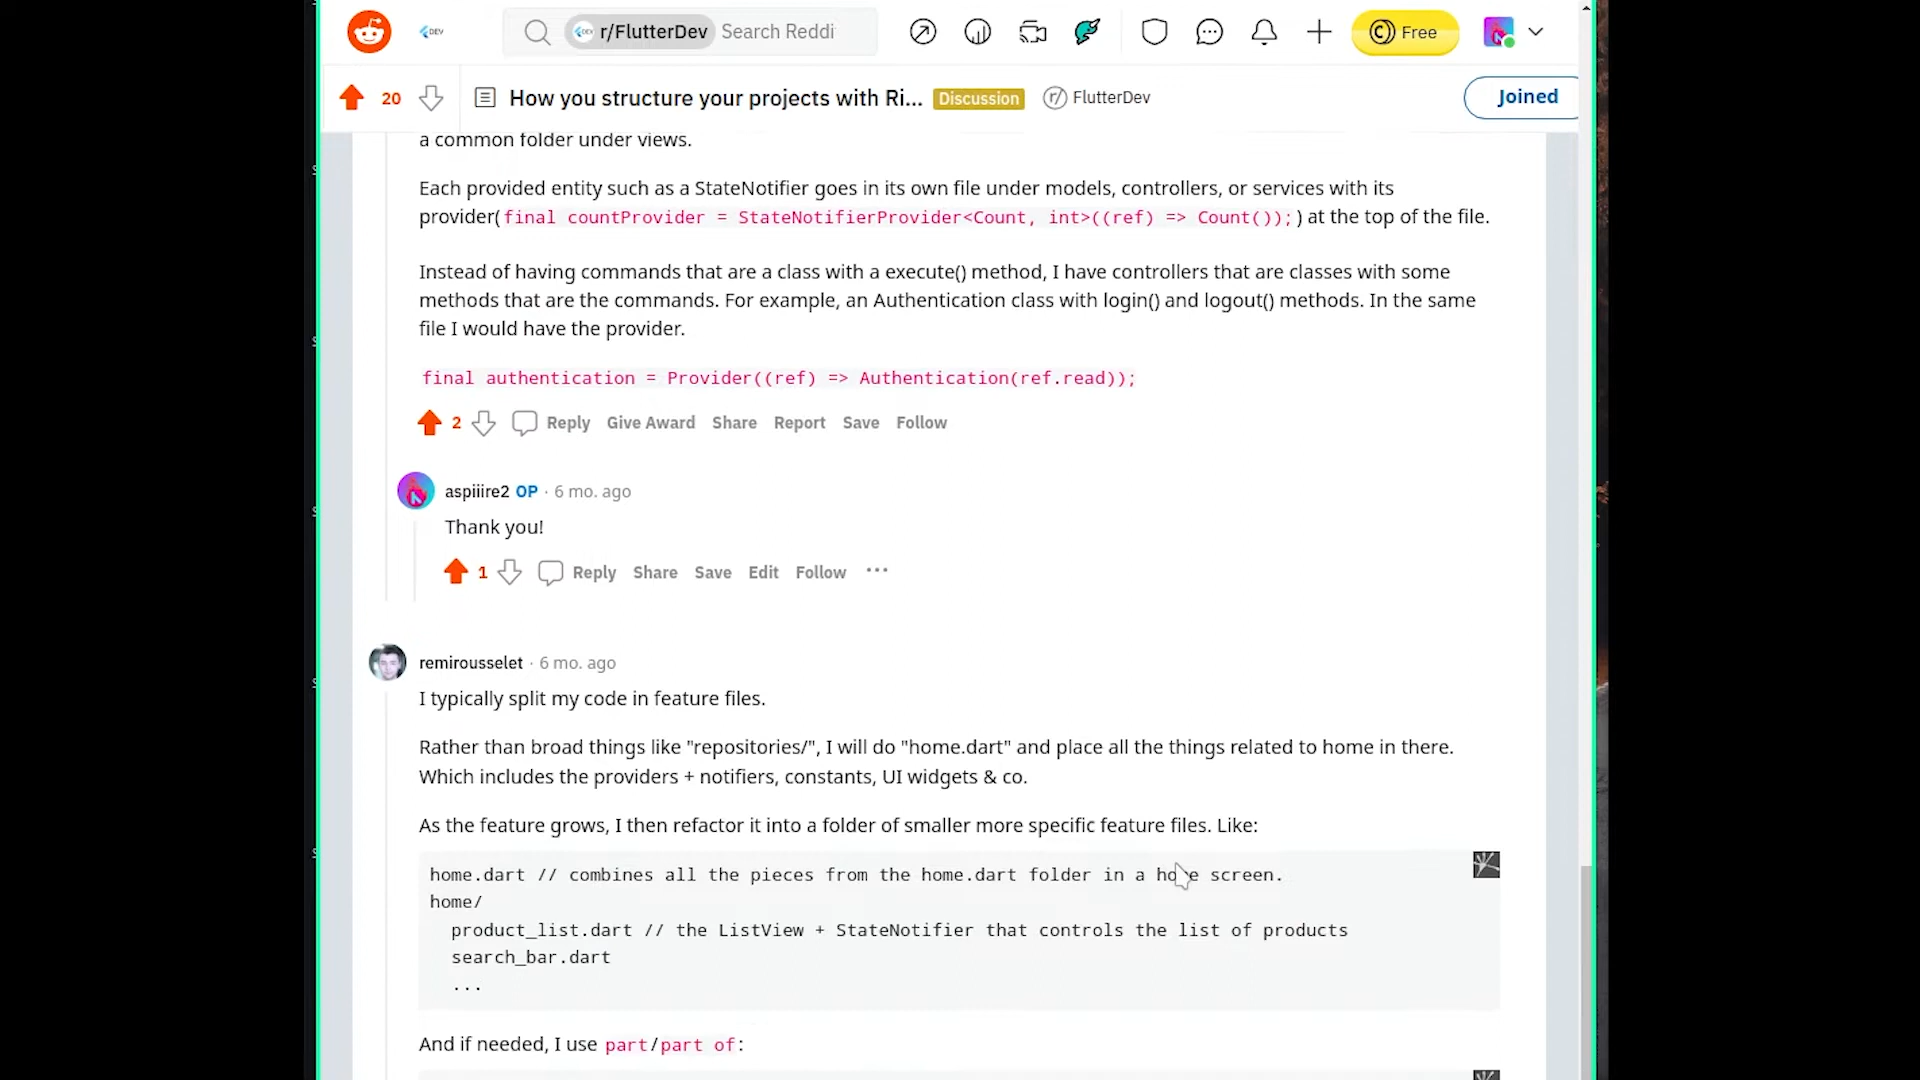 DEV r/FlutterDev Search Reddi Free
20 How you structure your projects with Ri... Discussion r/ FlutterDev Joined
a common folder under views.
Each provided entity such as a StateNotifier goes in its own file under models, controllers, or services with its
provider(final countProvider = StateNotifierProvider<Count, int>((ref) => Count());) at the top of the file.
Instead of having commands that are a class with a execute() method, I have controllers that are classes with some
methods that are the commands. For example, an Authentication class with login() and logout() methods. In the same
file I would have the provider.
final authentication = Provider((ref) => Authentication(ref.read));
2 Reply Give Award Share Report Save Follow
aspiiire2 OP · 6 mo. ago
Thank you!
1 Reply Share Save Edit Follow ...
remirousselet · 6 mo. ago
I typically split my code in feature files.
Rather than broad things like "repositories/", I will do "home.dart" and place all the things related to home in there.
Which includes the providers + notifiers, constants, UI widgets & co.
As the feature grows, I then refactor it into a folder of smaller more specific feature files. Like:
home.dart // combines all the pieces from the home.dart folder in a home screen.
home/
product_list.dart // the ListView + StateNotifier that controls the list of products
search_bar.dart
...
And if needed, I use part/part of: